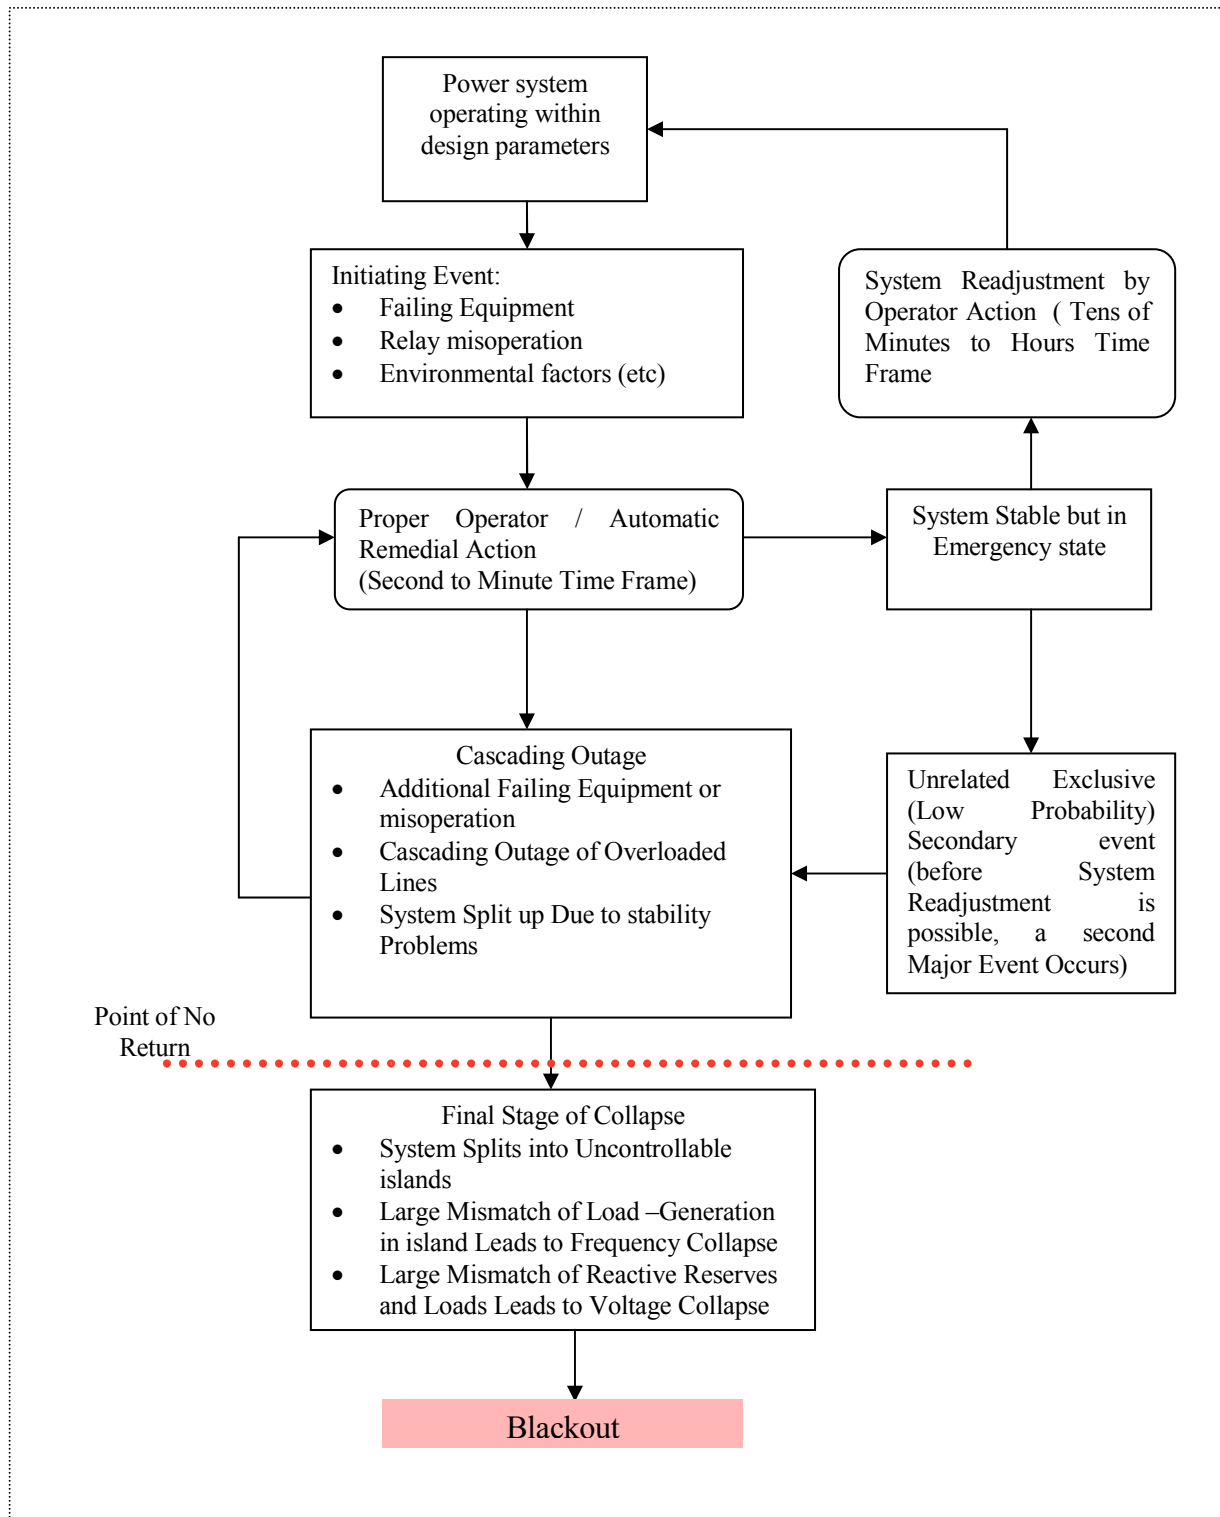 Power system
operating within
design parameters
Initiating Event:
• Failing Equipment
• Relay misoperation
• Environmental factors (etc)
System Readjustment by
Operator Action ( Tens of
Minutes to Hours Time
Frame
Proper Operator / Automatic
Remedial Action
(Second to Minute Time Frame)
System Stable but in
Emergency state
Cascading Outage
• Additional Failing Equipment or
misoperation
• Cascading Outage of Overloaded
Lines
• System Split up Due to stability
Problems
Unrelated Exclusive
(Low Probability)
Secondary event
(before System
Readjustment is
possible, a second
Major Event Occurs)
Point of No
Return
Final Stage of Collapse
• System Splits into Uncontrollable
islands
• Large Mismatch of Load –Generation
in island Leads to Frequency Collapse
• Large Mismatch of Reactive Reserves
and Loads Leads to Voltage Collapse
Blackout